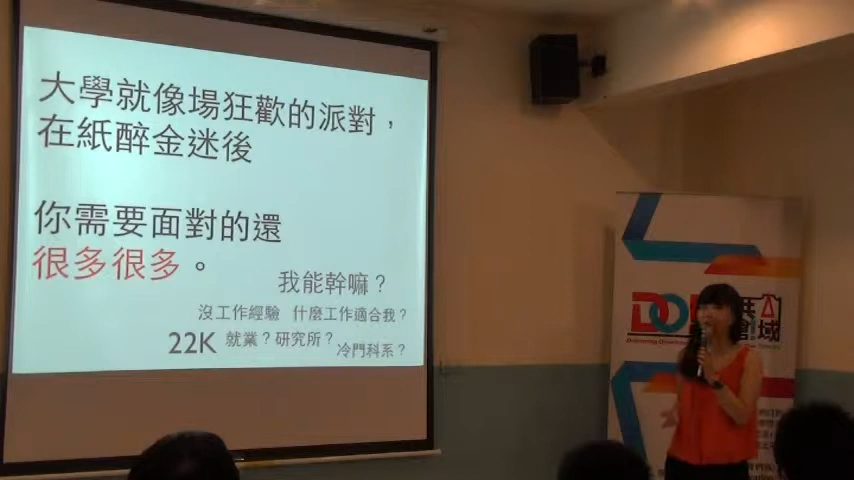 大學就像場狂歡的派對，
在紙醉金迷後
你需要面對的還
很多很多。
我能幹嘛？
沒工作經驗 什麼工作適合我？
22K 就業？研究所？
冷門科系？
域